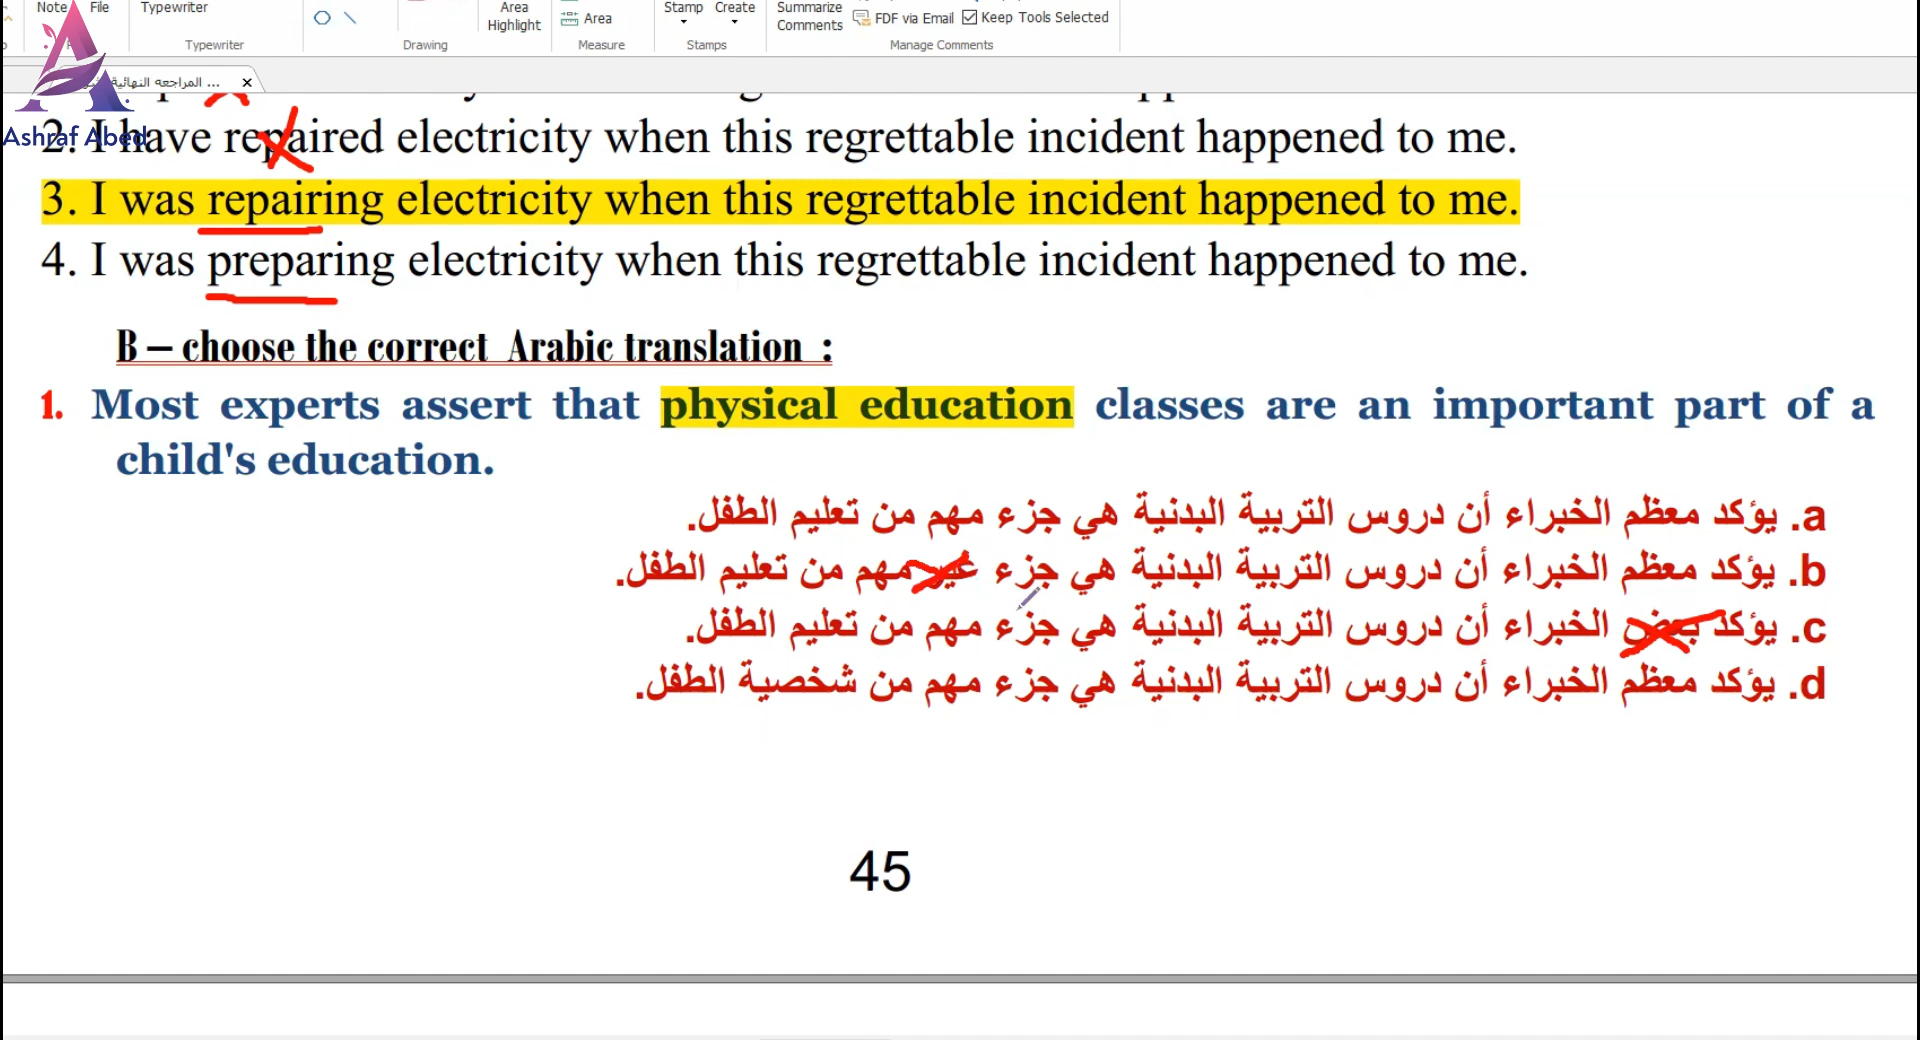 Note File Typewriter Area Highlight Area Stamp Create Summarize Comments FDF via Email Keep Tools Selected
Typewriter Drawing Measure Stamps Manage Comments
المراجعه النهائية ...
Ashraf Abed
2. I have repaired electricity when this regrettable incident happened to me.
3. I was repairing electricity when this regrettable incident happened to me.
4. I was preparing electricity when this regrettable incident happened to me.
B – choose the correct Arabic translation :
1. Most experts assert that physical education classes are an important part of a
child's education.
a. يؤكد معظم الخبراء أن دروس التربية البدنية هي جزء مهم من تعليم الطفل.
b. يؤكد معظم الخبراء أن دروس التربية البدنية هي جزء غير مهم من تعليم الطفل.
c. يؤكد بعض الخبراء أن دروس التربية البدنية هي جزء مهم من تعليم الطفل.
d. يؤكد معظم الخبراء أن دروس التربية البدنية هي جزء مهم من شخصية الطفل.
45